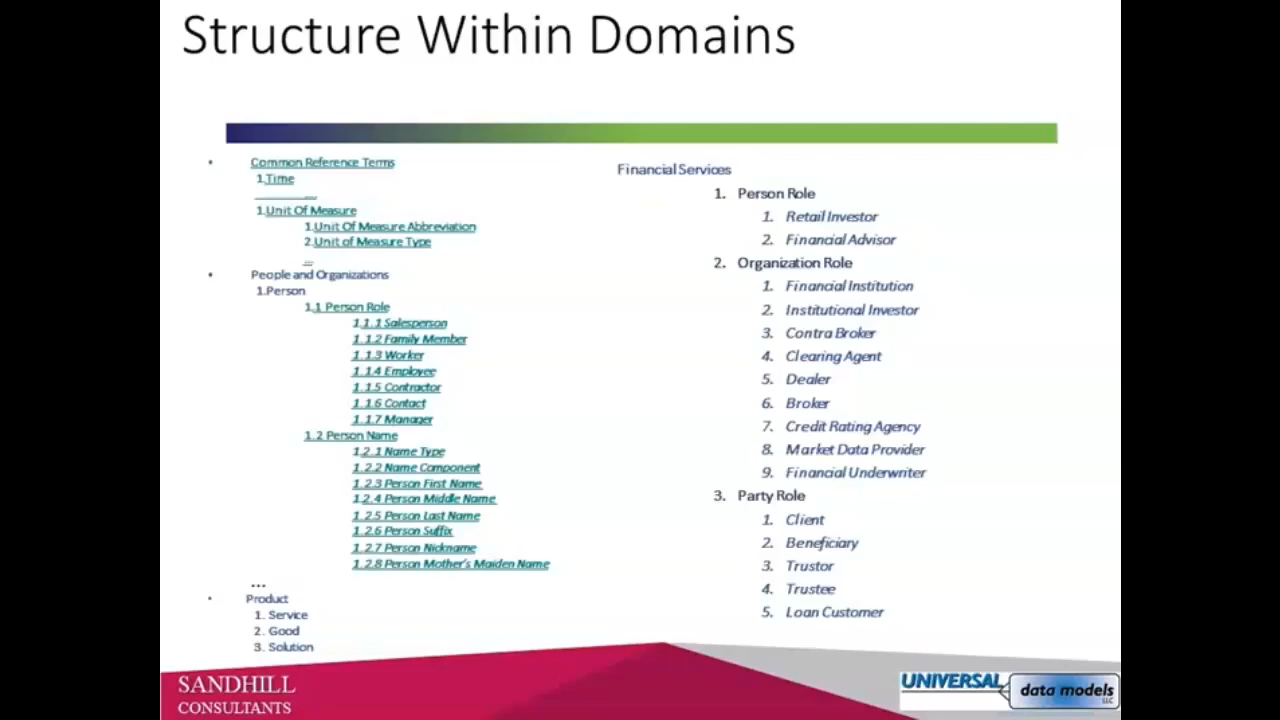 Structure Within Domains
• Common Reference Terms
1.Time
...
1.Unit Of Measure
1.Unit Of Measure Abbreviation
2.Unit of Measure Type
...
• People and Organizations
1.Person
1.1 Person Role
1.1.1 Salesperson
1.1.2 Family Member
1.1.3 Worker
1.1.4 Employee
1.1.5 Contractor
1.1.6 Contact
1.1.7 Manager
1.2 Person Name
1.2.1 Name Type
1.2.2 Name Component
1.2.3 Person First Name
1.2.4 Person Middle Name
1.2.5 Person Last Name
1.2.6 Person Suffix
1.2.7 Person Nickname
1.2.8 Person Mother's Maiden Name
...
• Product
1. Service
2. Good
3. Solution
Financial Services
1. Person Role
1. Retail Investor
2. Financial Advisor
2. Organization Role
1. Financial Institution
2. Institutional Investor
3. Contra Broker
4. Clearing Agent
5. Dealer
6. Broker
7. Credit Rating Agency
8. Market Data Provider
9. Financial Underwriter
3. Party Role
1. Client
2. Beneficiary
3. Trustor
4. Trustee
5. Loan Customer
SANDHILL
CONSULTANTS
UNIVERSAL
data models
LLC